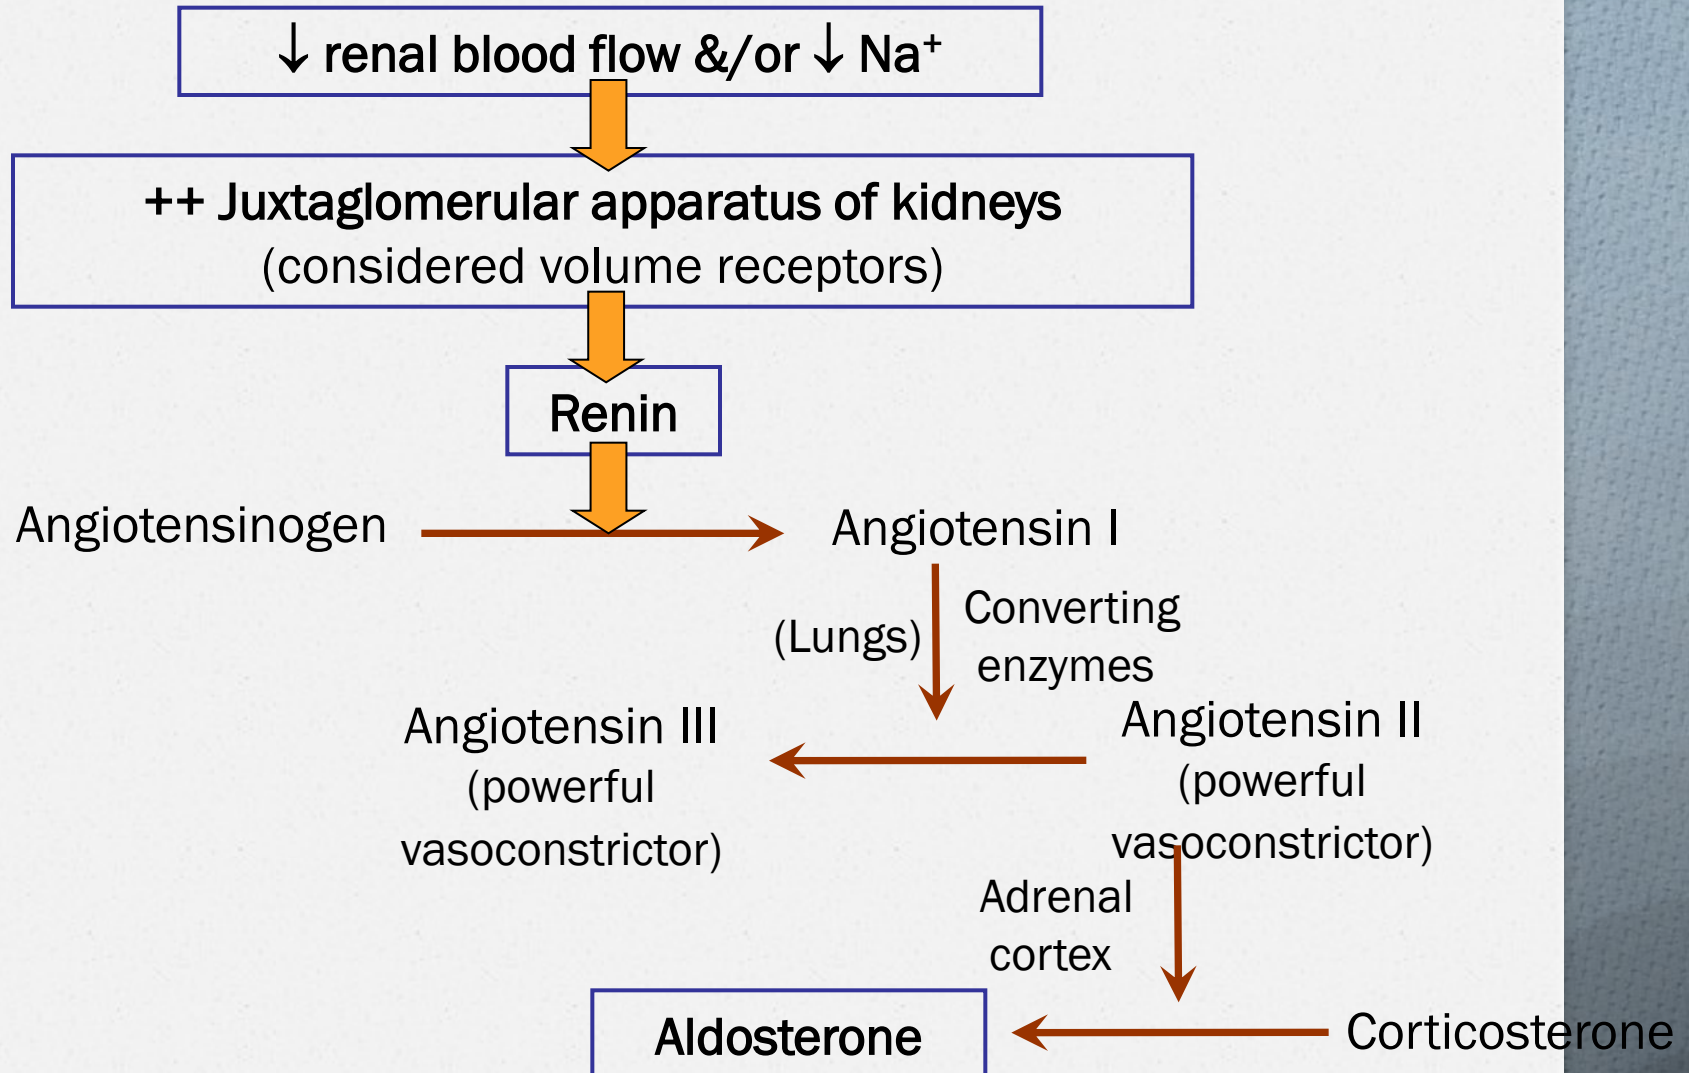 ↓ renal blood flow &/or ↓ Na⁺
++ Juxtaglomerular apparatus of kidneys
(considered volume receptors)
Renin
Angiotensinogen
Angiotensin I
(Lungs)
Converting
enzymes
Angiotensin III
(powerful
vasoconstrictor)
Angiotensin II
(powerful
vasoconstrictor)
Adrenal
cortex
Aldosterone
Corticosterone